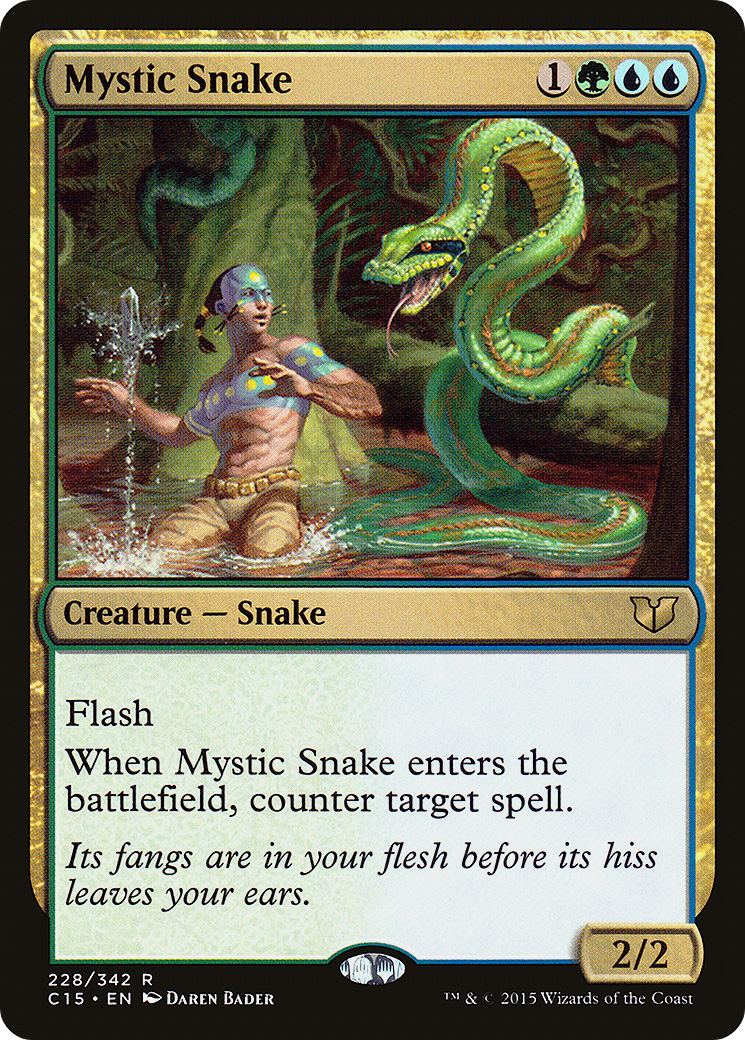 Mystic Snake
1
Creature — Snake
Flash
When Mystic Snake enters the
battlefield, counter target spell.
Its fangs are in your flesh before its hiss
leaves your ears.
2/2
228/342 R
C15 • EN Daren Bader
™ & © 2015 Wizards of the Coast